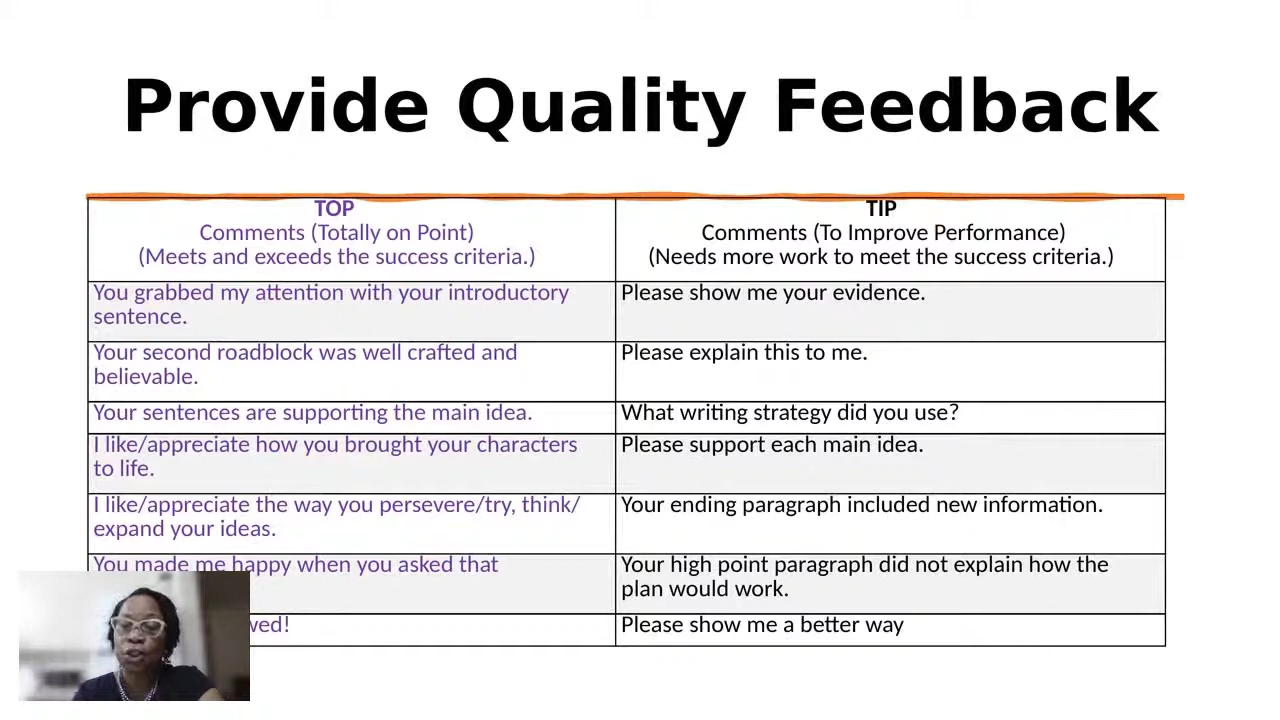 Provide Quality Feedback
TOP
Comments (Totally on Point)
(Meets and exceeds the success criteria.)
TIP
Comments (To Improve Performance)
(Needs more work to meet the success criteria.)
You grabbed my attention with your introductory
sentence.
Please show me your evidence.
Your second roadblock was well crafted and
believable.
Please explain this to me.
Your sentences are supporting the main idea.
What writing strategy did you use?
I like/appreciate how you brought your characters
to life.
Please support each main idea.
I like/appreciate the way you persevere/try, think/
expand your ideas.
Your ending paragraph included new information.
You made me happy when you asked that
Your high point paragraph did not explain how the
plan would work.
Please show me a better way